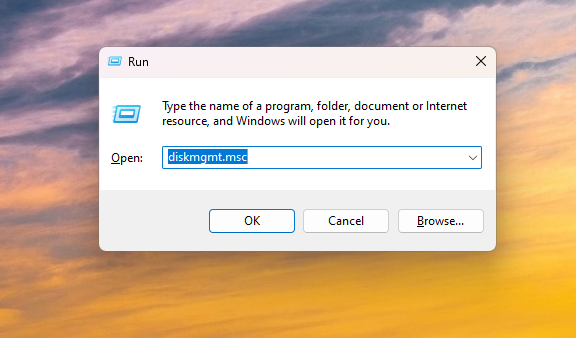 Run
Type the name of a program, folder, document or Internet
resource, and Windows will open it for you.
Open:
diskmgmt.msc
OK
Cancel
Browse...